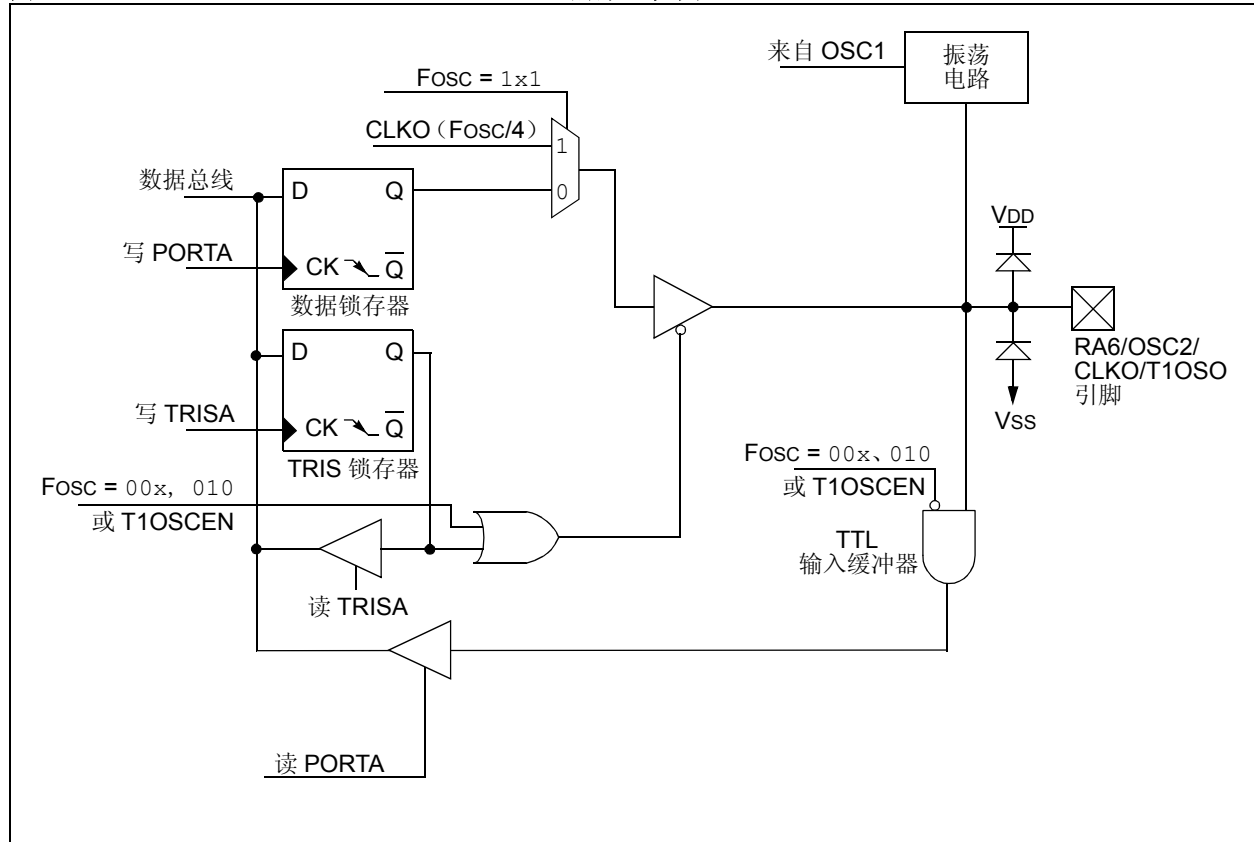 来自 OSC1
振荡
电路
FOSC = 1x1
CLKO（FOSC/4）
1
0
数据总线
D Q
写 PORTA
CK Q
数据锁存器
VDD
D Q
写 TRISA
CK Q
TRIS 锁存器
RA6/OSC2/
CLKO/T1OSO
引脚
VSS
FOSC = 00x、010
或 T1OSCEN
FOSC = 00x, 010
或 T1OSCEN
TTL
输入缓冲器
读 TRISA
读 PORTA